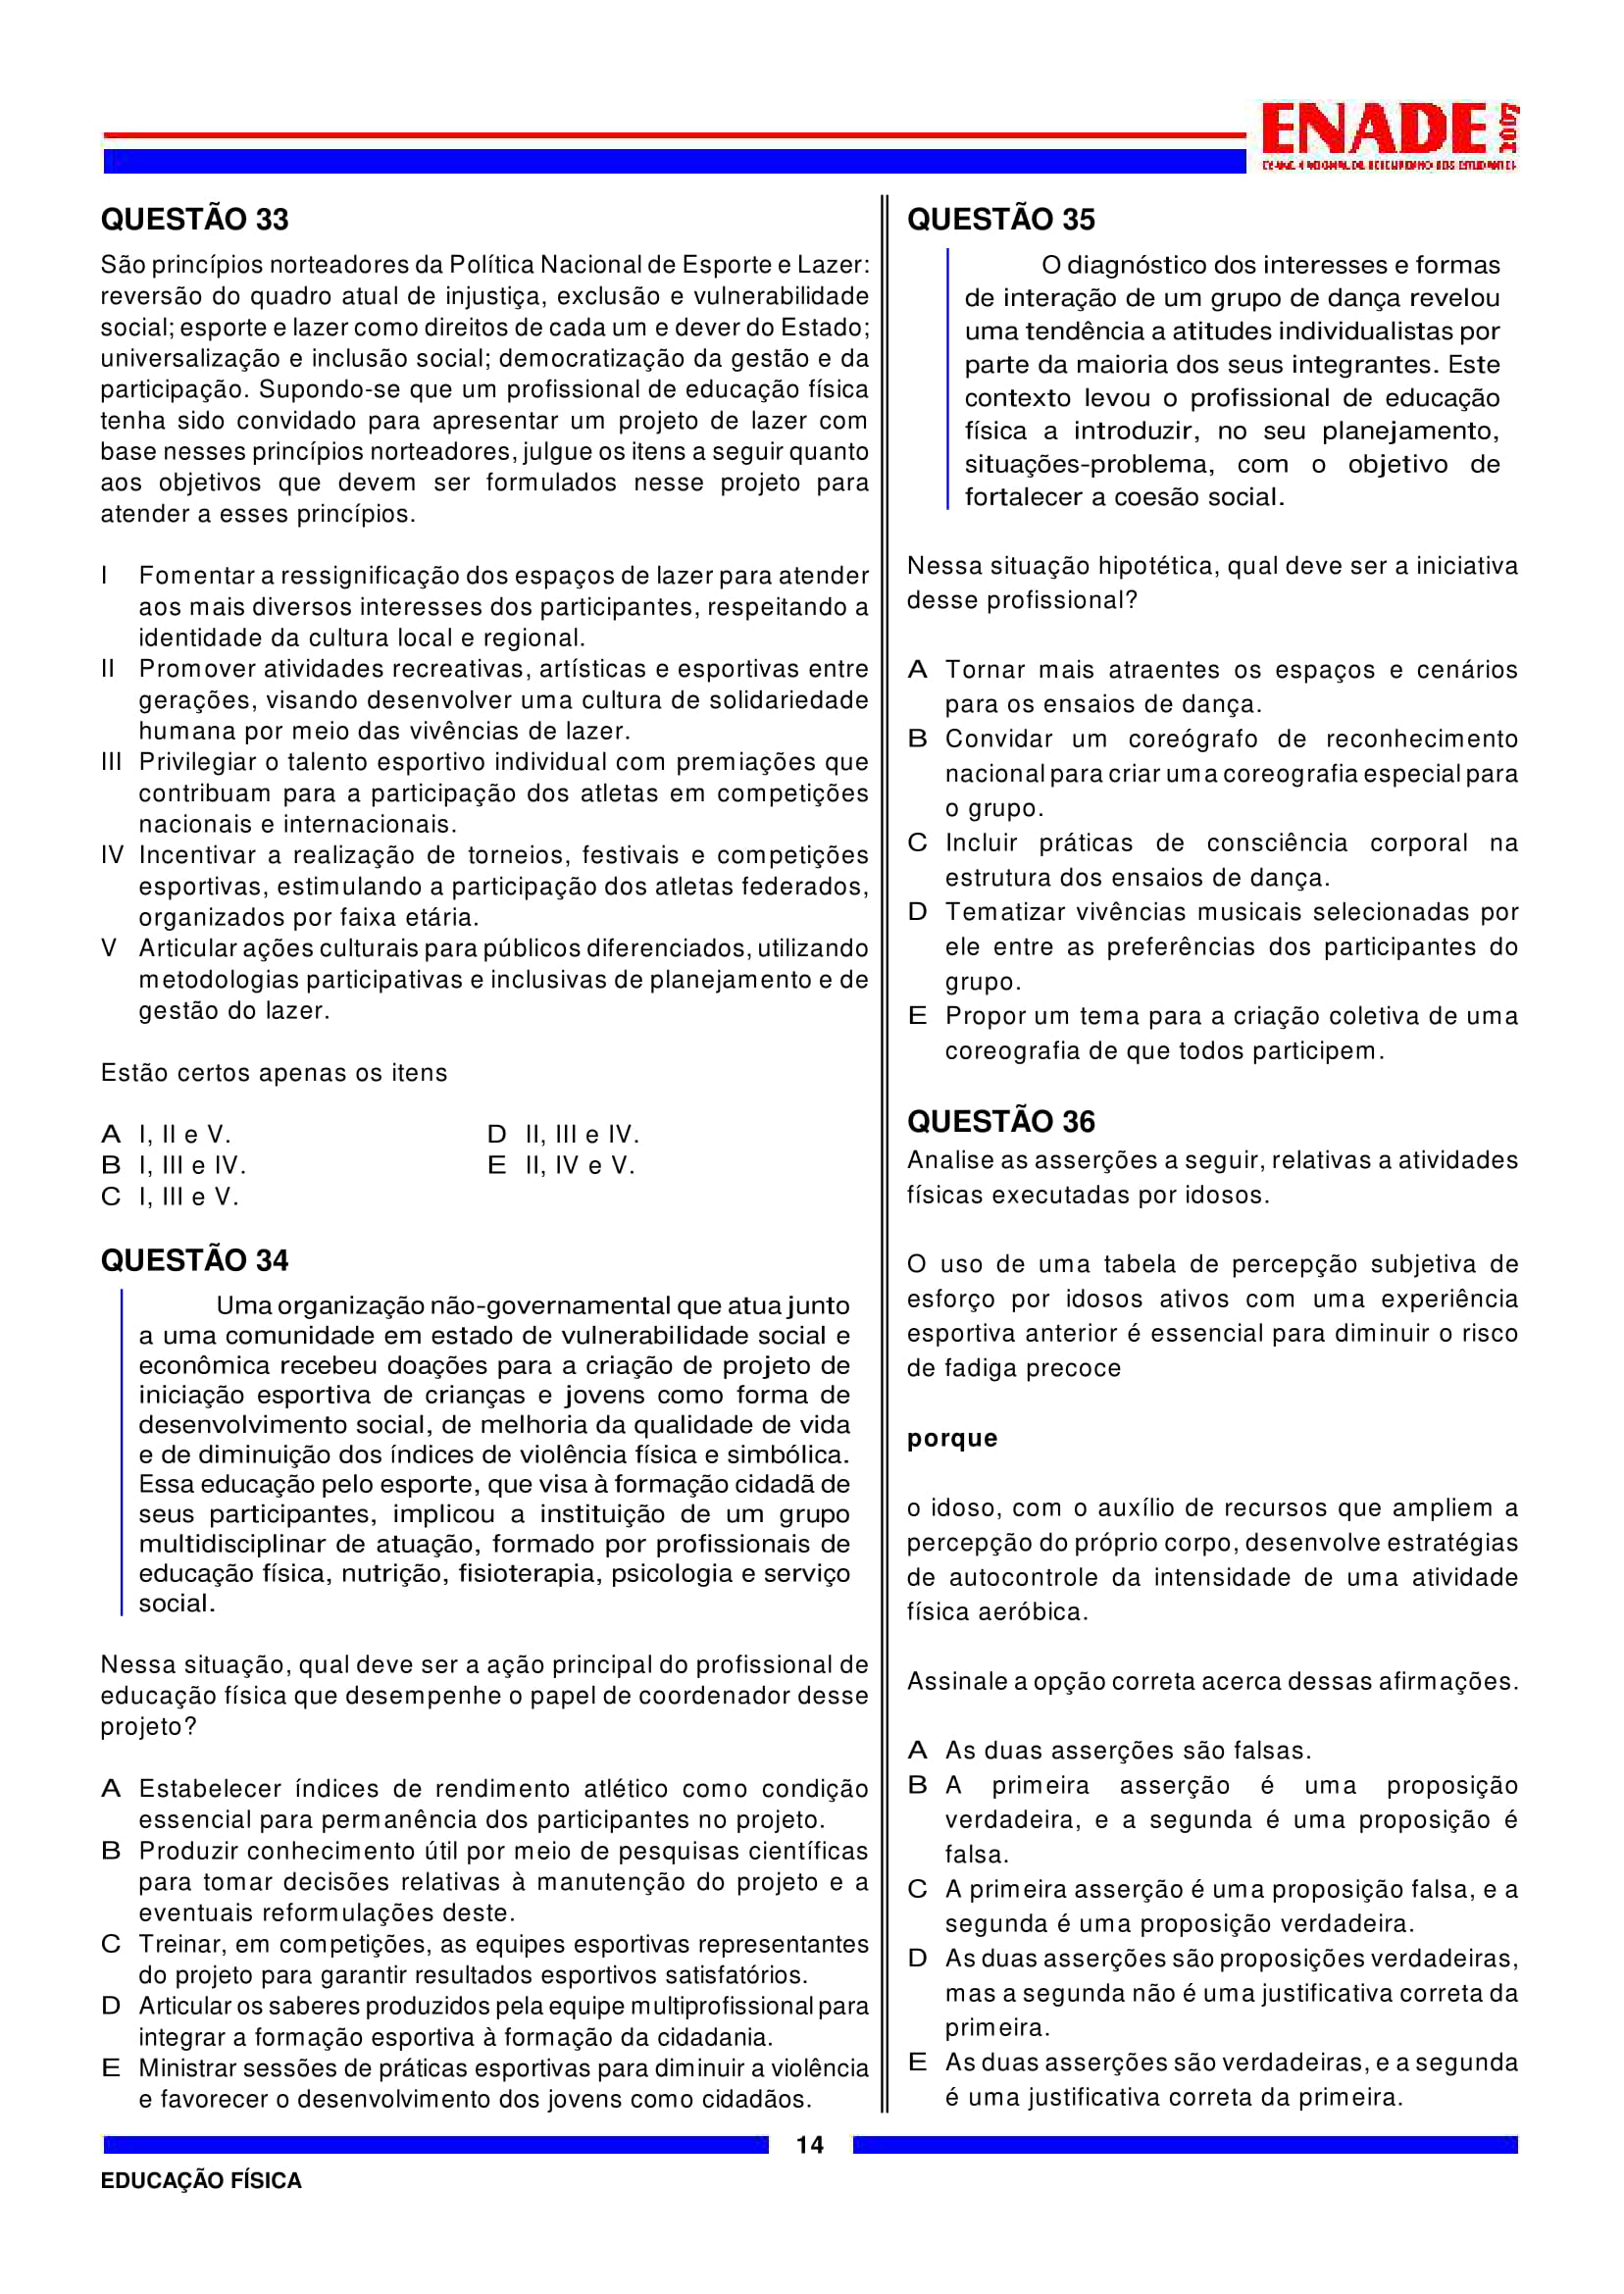 ENADE
QUESTÃO 33
São princípios norteadores da Política Nacional de Esporte e Lazer:
reversão do quadro atual de injustiça, exclusão e vulnerabilidade
social; esporte e lazer como direitos de cada um e dever do Estado;
universalização e inclusão social; democratização da gestão e da
participação. Supondo-se que um profissional de educação física
tenha sido convidado para apresentar um projeto de lazer com
base nesses princípios norteadores, julgue os itens a seguir quanto
aos objetivos que devem ser formulados nesse projeto para
atender a esses princípios.
I Fomentar a ressignificação dos espaços de lazer para atender
aos mais diversos interesses dos participantes, respeitando a
identidade da cultura local e regional.
II Promover atividades recreativas, artísticas e esportivas entre
gerações, visando desenvolver uma cultura de solidariedade
humana por meio das vivências de lazer.
III Privilegiar o talento esportivo individual com premiações que
contribuam para a participação dos atletas em competições
nacionais e internacionais.
IV Incentivar a realização de torneios, festivais e competições
esportivas, estimulando a participação dos atletas federados,
organizados por faixa etária.
V Articular ações culturais para públicos diferenciados, utilizando
metodologias participativas e inclusivas de planejamento e de
gestão do lazer.
Estão certos apenas os itens
A I, II e V.
B I, III e IV.
C I, III e V.
D II, III e IV.
E II, IV e V.
QUESTÃO 34
Uma organização não-governamental que atua junto
a uma comunidade em estado de vulnerabilidade social e
econômica recebeu doações para a criação de projeto de
iniciação esportiva de crianças e jovens como forma de
desenvolvimento social, de melhoria da qualidade de vida
e de diminuição dos índices de violência física e simbólica.
Essa educação pelo esporte, que visa à formação cidadã de
seus participantes, implicou a instituição de um grupo
multidisciplinar de atuação, formado por profissionais de
educação física, nutrição, fisioterapia, psicologia e serviço
social.
Nessa situação, qual deve ser a ação principal do profissional de
educação física que desempenhe o papel de coordenador desse
projeto?
A Estabelecer índices de rendimento atlético como condição
essencial para permanência dos participantes no projeto.
B Produzir conhecimento útil por meio de pesquisas científicas
para tomar decisões relativas à manutenção do projeto e a
eventuais reformulações deste.
C Treinar, em competições, as equipes esportivas representantes
do projeto para garantir resultados esportivos satisfatórios.
D Articular os saberes produzidos pela equipe multiprofissional para
integrar a formação esportiva à formação da cidadania.
E Ministrar sessões de práticas esportivas para diminuir a violência
e favorecer o desenvolvimento dos jovens como cidadãos.
QUESTÃO 35
O diagnóstico dos interesses e formas
de interação de um grupo de dança revelou
uma tendência a atitudes individualistas por
parte da maioria dos seus integrantes. Este
contexto levou o profissional de educação
física a introduzir, no seu planejamento,
situações-problema, com o objetivo de
fortalecer a coesão social.
Nessa situação hipotética, qual deve ser a iniciativa
desse profissional?
A Tornar mais atraentes os espaços e cenários
para os ensaios de dança.
B Convidar um coreógrafo de reconhecimento
nacional para criar uma coreografia especial para
o grupo.
C Incluir práticas de consciência corporal na
estrutura dos ensaios de dança.
D Tematizar vivências musicais selecionadas por
ele entre as preferências dos participantes do
grupo.
E Propor um tema para a criação coletiva de uma
coreografia de que todos participem.
QUESTÃO 36
Analise as asserções a seguir, relativas a atividades
físicas executadas por idosos.
O uso de uma tabela de percepção subjetiva de
esforço por idosos ativos com uma experiência
esportiva anterior é essencial para diminuir o risco
de fadiga precoce
porque
o idoso, com o auxílio de recursos que ampliem a
percepção do próprio corpo, desenvolve estratégias
de autocontrole da intensidade de uma atividade
física aeróbica.
Assinale a opção correta acerca dessas afirmações.
A As duas asserções são falsas.
B A primeira asserção é uma proposição
verdadeira, e a segunda é uma proposição é
falsa.
C A primeira asserção é uma proposição falsa, e a
segunda é uma proposição verdadeira.
D As duas asserções são proposições verdadeiras,
mas a segunda não é uma justificativa correta da
primeira.
E As duas asserções são verdadeiras, e a segunda
é uma justificativa correta da primeira.
14
EDUCAÇÃO FÍSICA